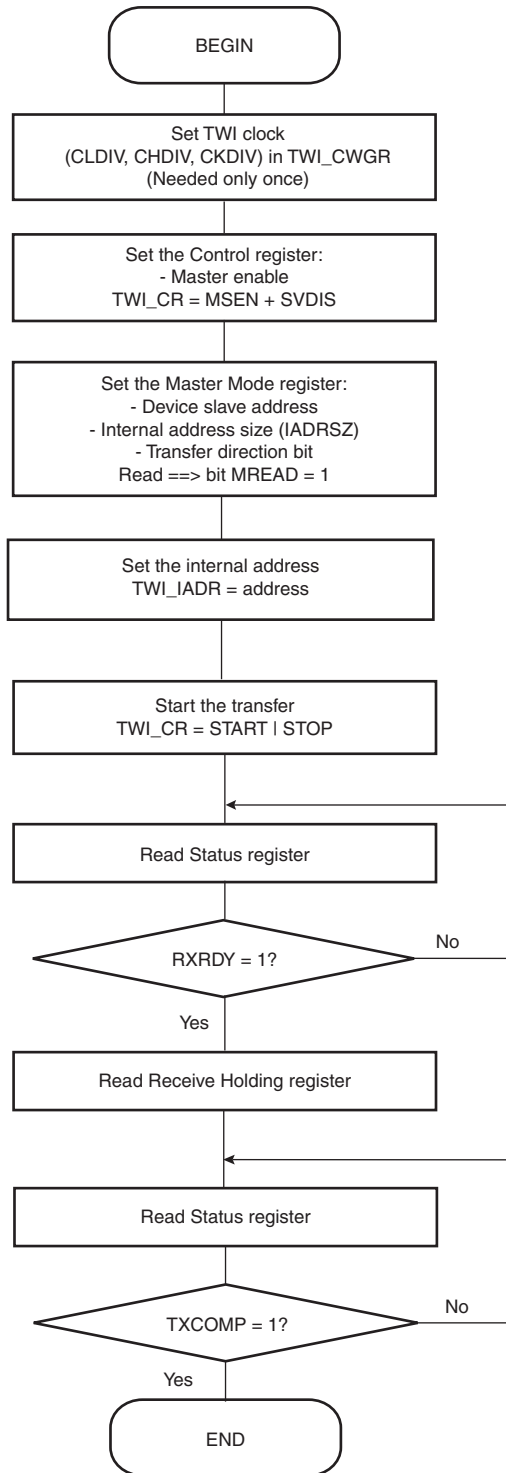 BEGIN
Set TWI clock
(CLDIV, CHDIV, CKDIV) in TWI_CWGR
(Needed only once)
Set the Control register:
- Master enable
TWI_CR = MSEN + SVDIS
Set the Master Mode register:
- Device slave address
- Internal address size (IADRSZ)
- Transfer direction bit
Read ==> bit MREAD = 1
Set the internal address
TWI_IADR = address
Start the transfer
TWI_CR = START | STOP
Read Status register
RXRDY = 1?
No
Yes
Read Receive Holding register
Read Status register
TXCOMP = 1?
No
Yes
END